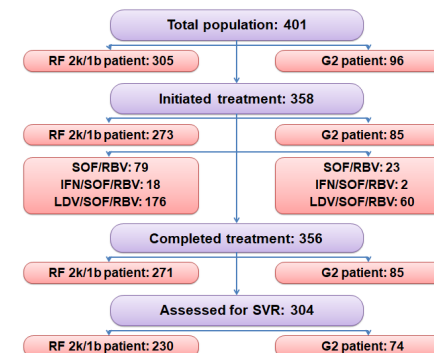 Total population: 401
RF 2k/1b patient: 305
G2 patient: 96
Initiated treatment: 358
RF 2k/1b patient: 273
G2 patient: 85
SOF/RBV: 79
IFN/SOF/RBV: 18
LDV/SOF/RBV: 176
SOF/RBV: 23
IFN/SOF/RBV: 2
LDV/SOF/RBV: 60
Completed treatment: 356
RF 2k/1b patient: 271
G2 patient: 85
Assessed for SVR: 304
RF 2k/1b patient: 230
G2 patient: 74